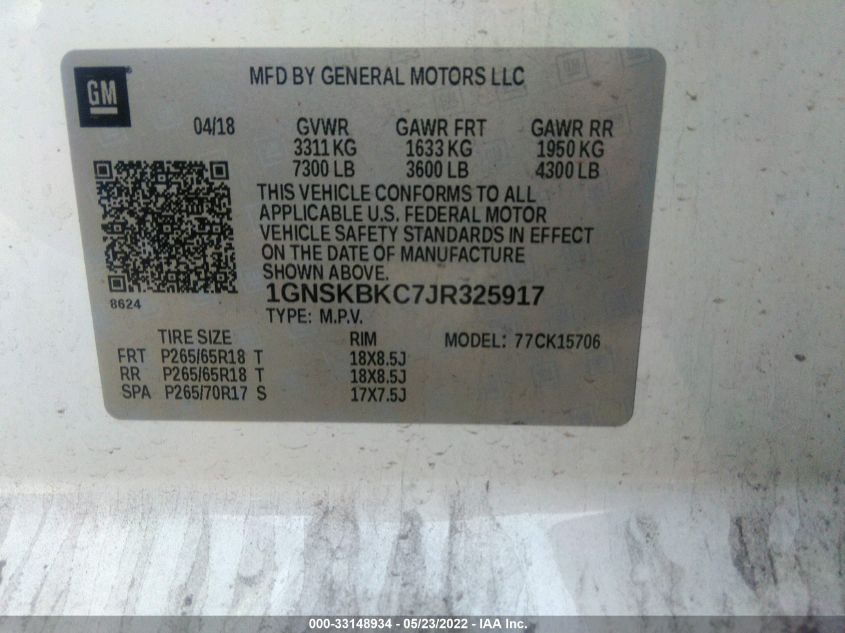 GM
MFD BY GENERAL MOTORS LLC
04/18 GVWR GAWR FRT GAWR RR
3311 KG 1633 KG 1950 KG
7300 LB 3600 LB 4300 LB
THIS VEHICLE CONFORMS TO ALL
APPLICABLE U.S. FEDERAL MOTOR
VEHICLE SAFETY STANDARDS IN EFFECT
ON THE DATE OF MANUFACTURE
SHOWN ABOVE.
8624
1GNSKBKC7JR325917
TYPE: M.P.V.
TIRE SIZE RIM MODEL: 77CK15706
FRT P265/65R18 T 18X8.5J
RR P265/65R18 T 18X8.5J
SPA P265/70R17 S 17X7.5J
000-33148934 - 05/23/2022 - IAA Inc.